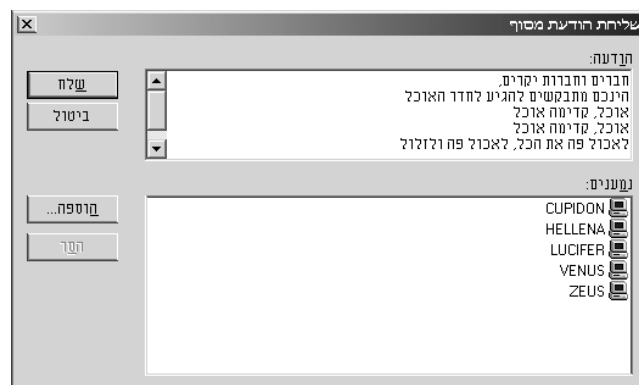 שליחת הודעת מסוף
הודעה:
חברים וחברות יקרים,
הינכם מתבקשים להגיע לחדר האוכל
אוכל, קדימה אוכל
אוכל, קדימה אוכל
לאכול פה את הכל, לאכול פה ולזלול
שלח
ביטול
נמענים:
CUPIDON
HELLENA
LUCIFER
VENUS
ZEUS
הוספה...
הסר